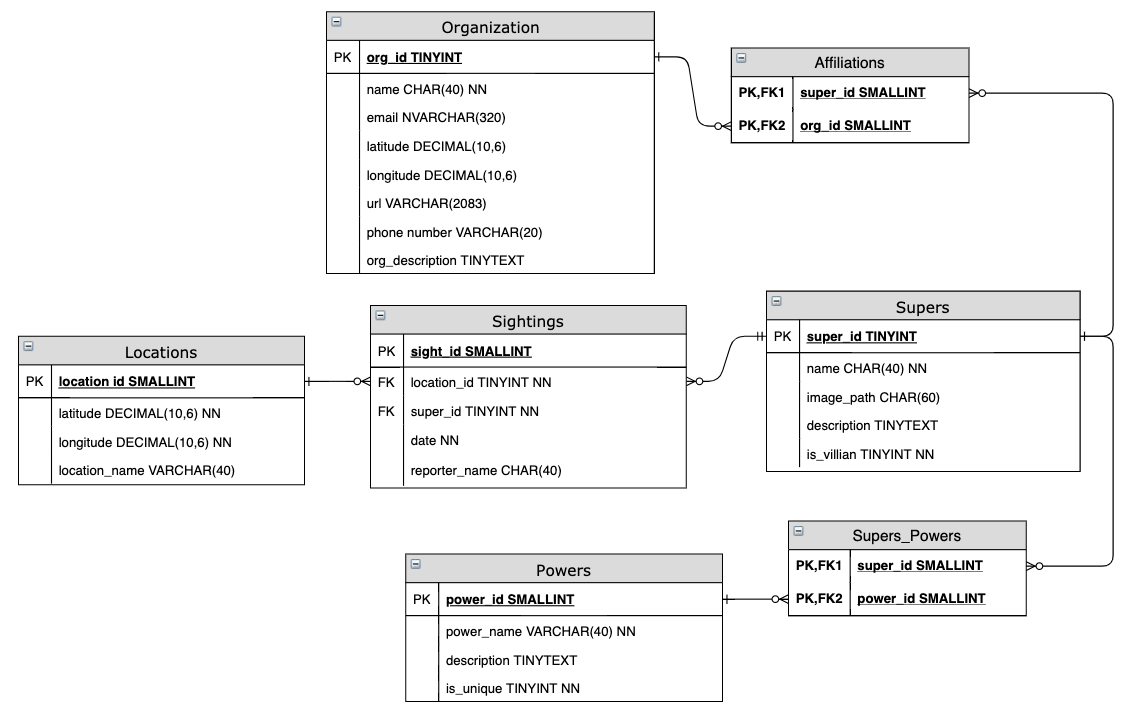 Organization
PK org_id TINYINT
name CHAR(40) NN
email NVARCHAR(320)
latitude DECIMAL(10,6)
longitude DECIMAL(10,6)
url VARCHAR(2083)
phone number VARCHAR(20)
org_description TINYTEXT
Affiliations
PK,FK1 super_id SMALLINT
PK,FK2 org_id SMALLINT
Locations
PK location id SMALLINT
latitude DECIMAL(10,6) NN
longitude DECIMAL(10,6) NN
location_name VARCHAR(40)
Sightings
PK sight_id SMALLINT
FK location_id TINYINT NN
FK super_id TINYINT NN
date NN
reporter_name CHAR(40)
Supers
PK super_id TINYINT
name CHAR(40) NN
image_path CHAR(60)
description TINYTEXT
is_villian TINYINT NN
Powers
PK power_id SMALLINT
power_name VARCHAR(40) NN
description TINYTEXT
is_unique TINYINT NN
Supers_Powers
PK,FK1 super_id SMALLINT
PK,FK2 power_id SMALLINT